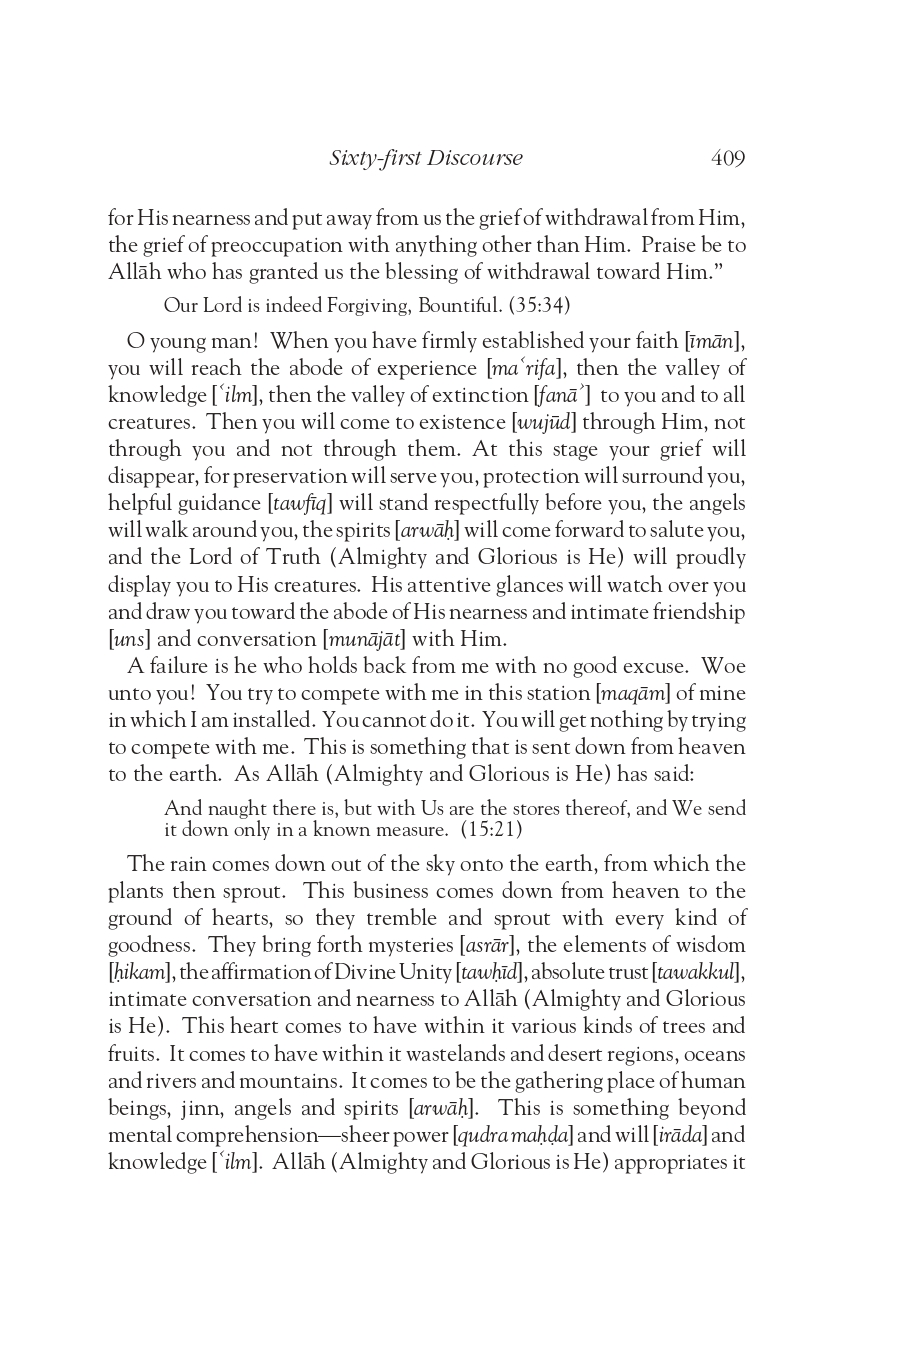 Sixty-first Discourse 409
for His nearness and put away from us the grief of withdrawal from Him,
the grief of preoccupation with anything other than Him. Praise be to
Allāh who has granted us the blessing of withdrawal toward Him.”
Our Lord is indeed Forgiving, Bountiful. (35:34)
O young man! When you have firmly established your faith [īmān],
you will reach the abode of experience [maʿrifa], then the valley of
knowledge [ʿilm], then the valley of extinction [fanāʾ] to you and to all
creatures. Then you will come to existence [wujūd] through Him, not
through you and not through them. At this stage your grief will
disappear, for preservation will serve you, protection will surround you,
helpful guidance [tawfīq] will stand respectfully before you, the angels
will walk around you, the spirits [arwāḥ] will come forward to salute you,
and the Lord of Truth (Almighty and Glorious is He) will proudly
display you to His creatures. His attentive glances will watch over you
and draw you toward the abode of His nearness and intimate friendship
[uns] and conversation [munājāt] with Him.
A failure is he who holds back from me with no good excuse. Woe
unto you! You try to compete with me in this station [maqām] of mine
in which I am installed. You cannot do it. You will get nothing by trying
to compete with me. This is something that is sent down from heaven
to the earth. As Allāh (Almighty and Glorious is He) has said:
And naught there is, but with Us are the stores thereof, and We send
it down only in a known measure. (15:21)
The rain comes down out of the sky onto the earth, from which the
plants then sprout. This business comes down from heaven to the
ground of hearts, so they tremble and sprout with every kind of
goodness. They bring forth mysteries [asrār], the elements of wisdom
[ḥikam], the affirmation of Divine Unity [tawḥīd], absolute trust [tawakkul],
intimate conversation and nearness to Allāh (Almighty and Glorious
is He). This heart comes to have within it various kinds of trees and
fruits. It comes to have within it wastelands and desert regions, oceans
and rivers and mountains. It comes to be the gathering place of human
beings, jinn, angels and spirits [arwāḥ]. This is something beyond
mental comprehension—sheer power [qudra maḥḍa] and will [irāda] and
knowledge [ʿilm]. Allāh (Almighty and Glorious is He) appropriates it